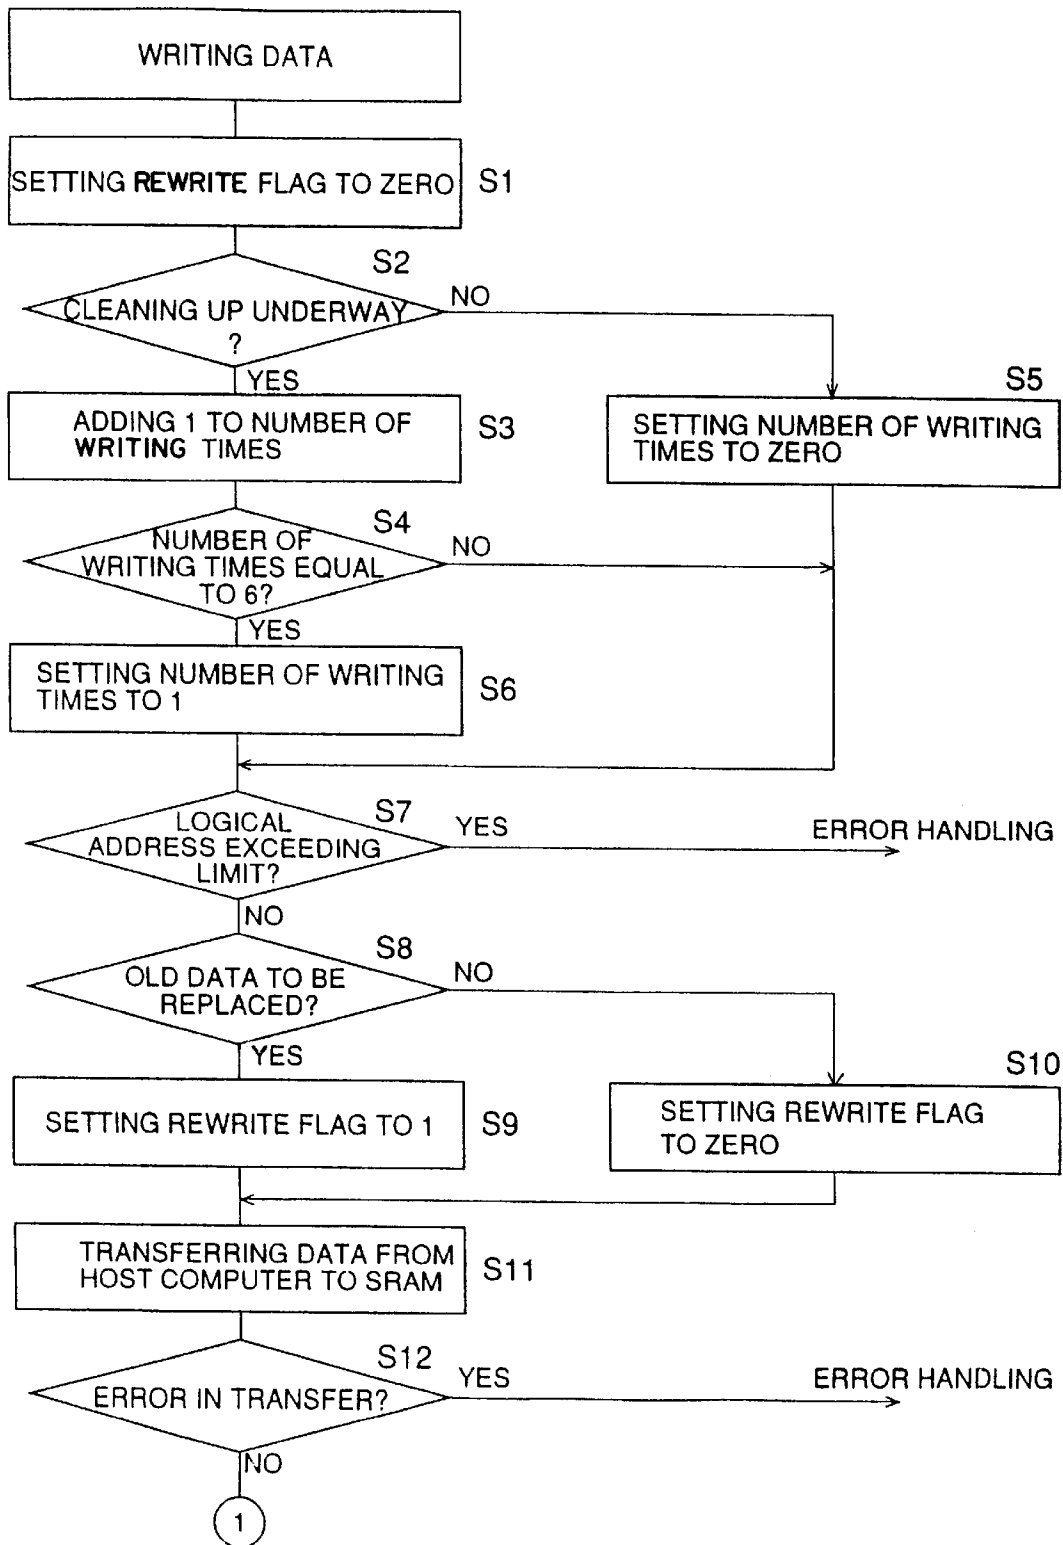 WRITING DATA
SETTING REWRITE FLAG TO ZERO
S1
S2
CLEANING UP UNDERWAY
?
NO
YES
ADDING 1 TO NUMBER OF
WRITING TIMES
S3
S5
SETTING NUMBER OF WRITING
TIMES TO ZERO
S4
NUMBER OF
WRITING TIMES EQUAL
TO 6?
NO
YES
SETTING NUMBER OF WRITING
TIMES TO 1
S6
S7
LOGICAL
ADDRESS EXCEEDING
LIMIT?
YES
ERROR HANDLING
NO
S8
OLD DATA TO BE
REPLACED?
NO
YES
SETTING REWRITE FLAG TO 1
S9
S10
SETTING REWRITE FLAG
TO ZERO
TRANSFERRING DATA FROM
HOST COMPUTER TO SRAM
S11
S12
ERROR IN TRANSFER?
YES
ERROR HANDLING
NO
1